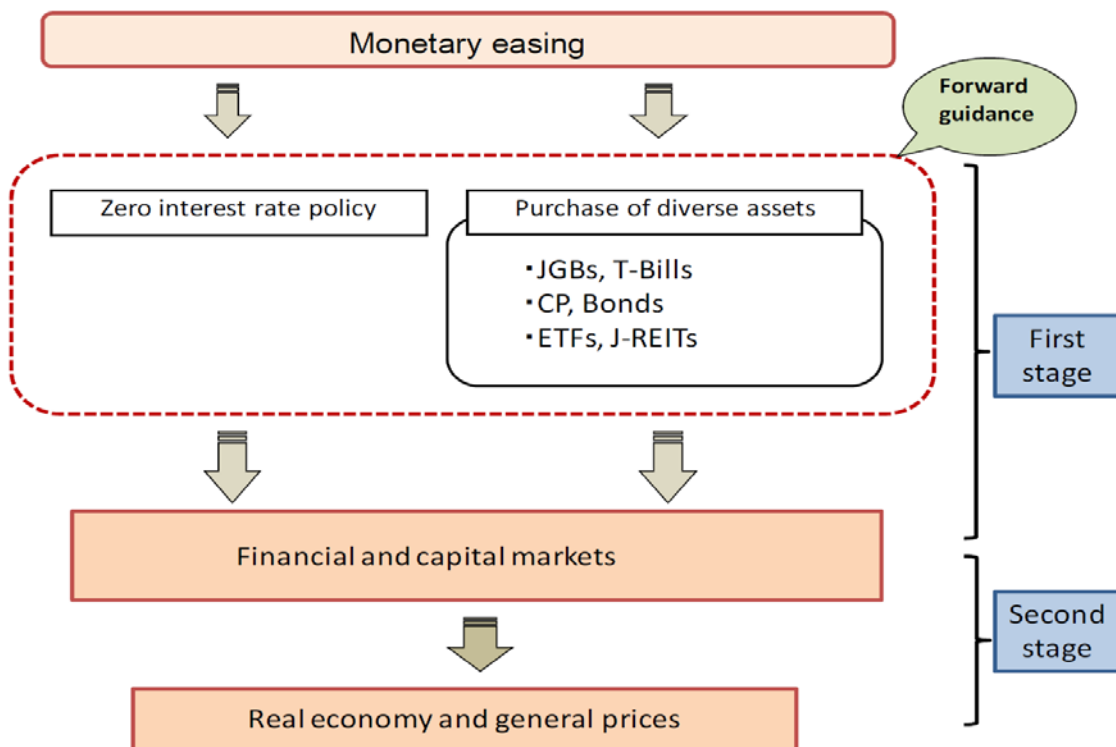 Monetary easing
Forward
guidance
Zero interest rate policy
Purchase of diverse assets
・JGBs, T-Bills
・CP, Bonds
・ETFs, J-REITs
First
stage
Financial and capital markets
Second
stage
Real economy and general prices